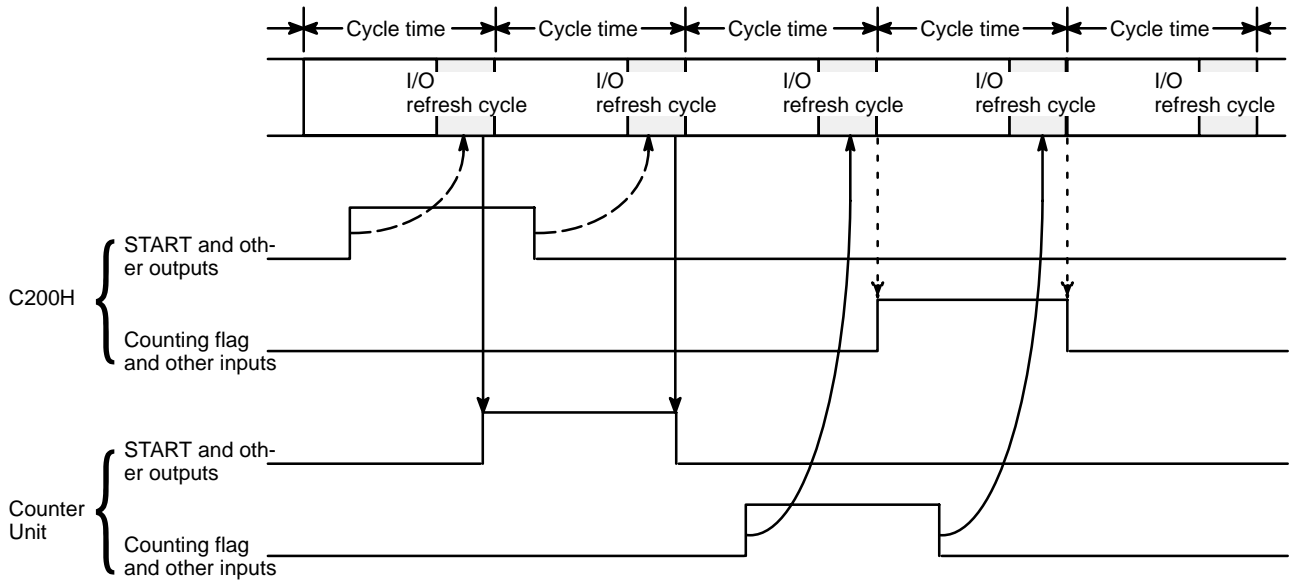 Cycle time Cycle time Cycle time Cycle time Cycle time
I/O I/O I/O I/O I/O
refresh cycle refresh cycle refresh cycle refresh cycle refresh cycle
C200H
START and oth-
er outputs
Counting flag
and other inputs
Counter
Unit
START and oth-
er outputs
Counting flag
and other inputs